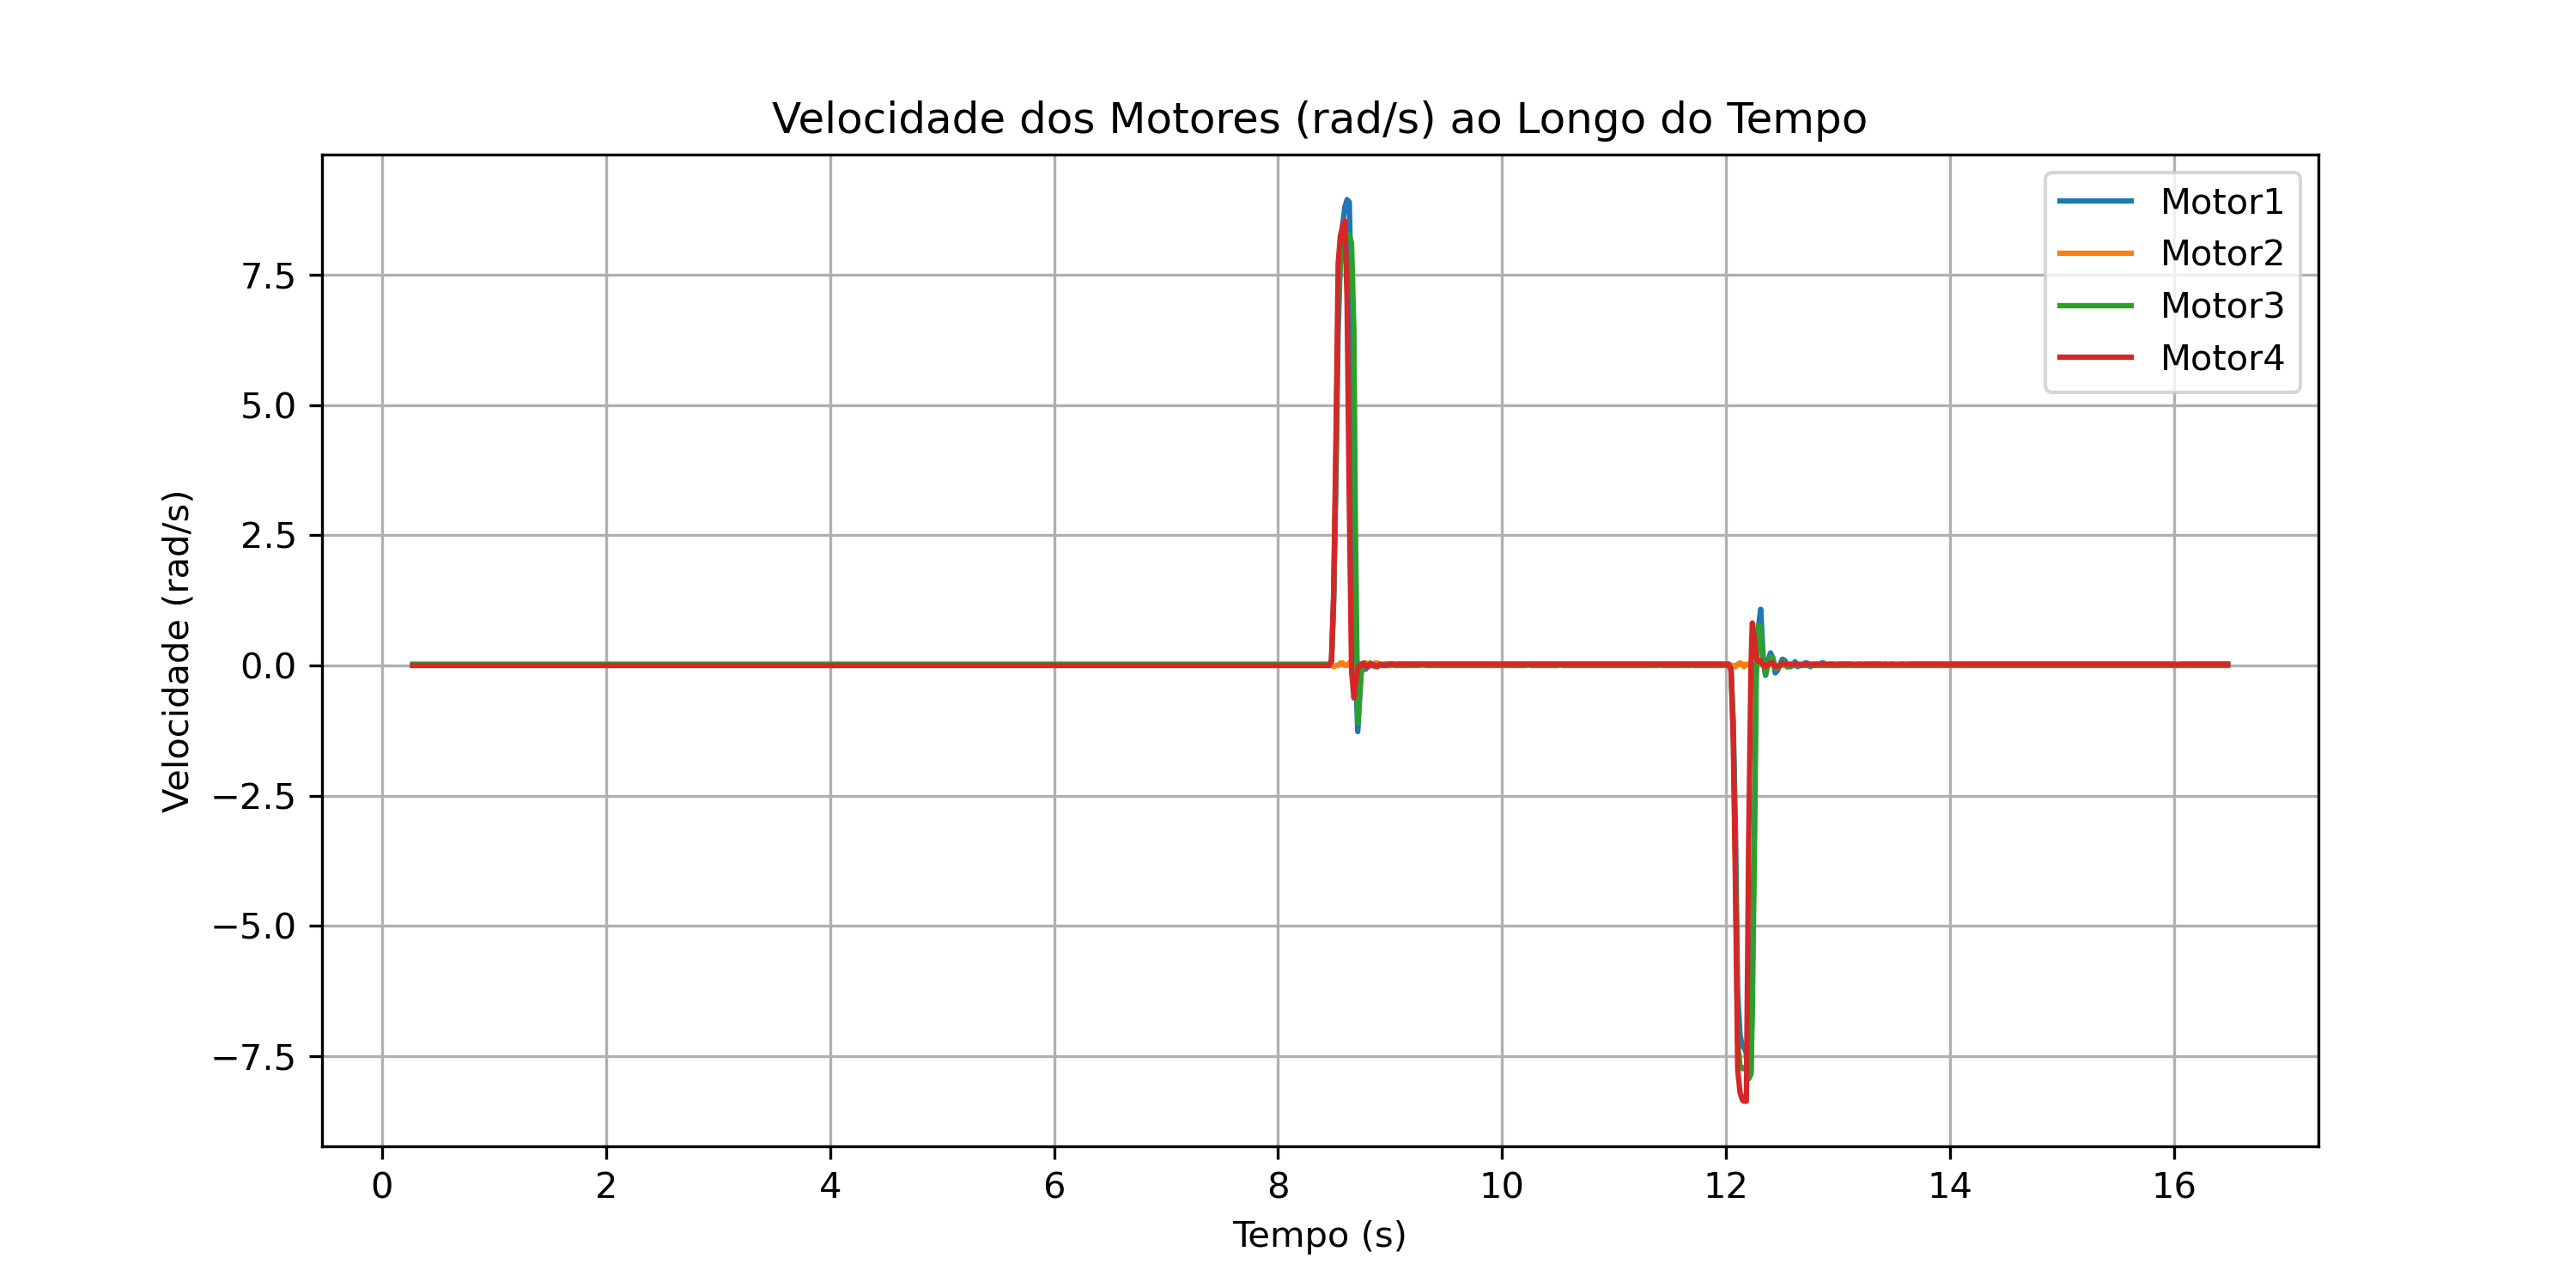 Velocidade dos Motores (rad/s) ao Longo do Tempo
Motor1
Motor2
Motor3
Motor4
Velocidade (rad/s)
7.5
5.0
2.5
0.0
−2.5
−5.0
−7.5
0 2 4 6 8 10 12 14 16
Tempo (s)